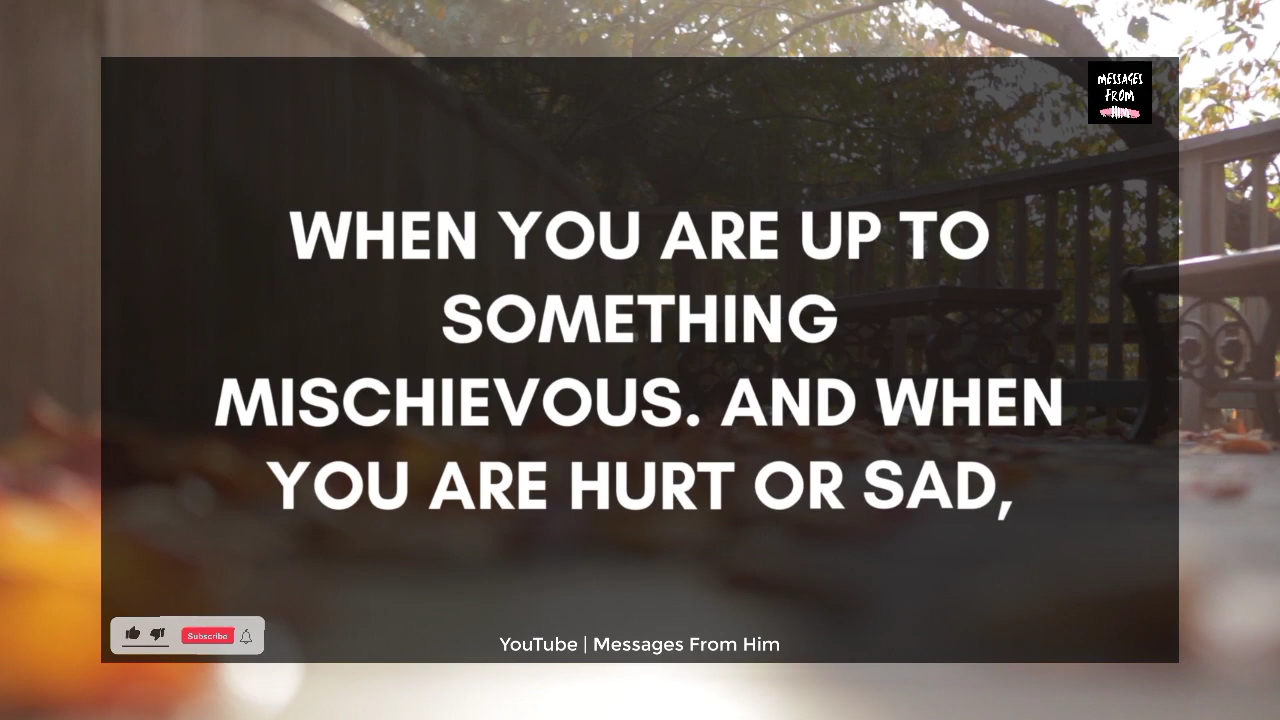 MESSAGES
FROM
HIM
WHEN YOU ARE UP TO
SOMETHING
MISCHIEVOUS. AND WHEN
YOU ARE HURT OR SAD,
Subscribe
YouTube | Messages From Him